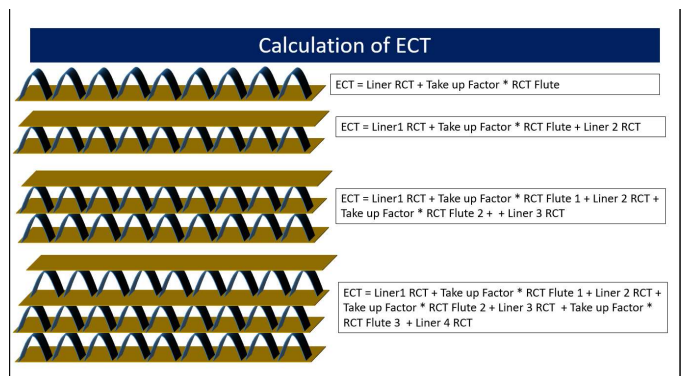 Calculation of ECT
ECT = Liner RCT + Take up Factor * RCT Flute
ECT = Liner1 RCT + Take up Factor * RCT Flute + Liner 2 RCT
ECT = Liner1 RCT + Take up Factor * RCT Flute 1 + Liner 2 RCT +
Take up Factor * RCT Flute 2 + + Liner 3 RCT
ECT = Liner1 RCT + Take up Factor * RCT Flute 1 + Liner 2 RCT +
Take up Factor * RCT Flute 2 + Liner 3 RCT + Take up Factor *
RCT Flute 3 + Liner 4 RCT